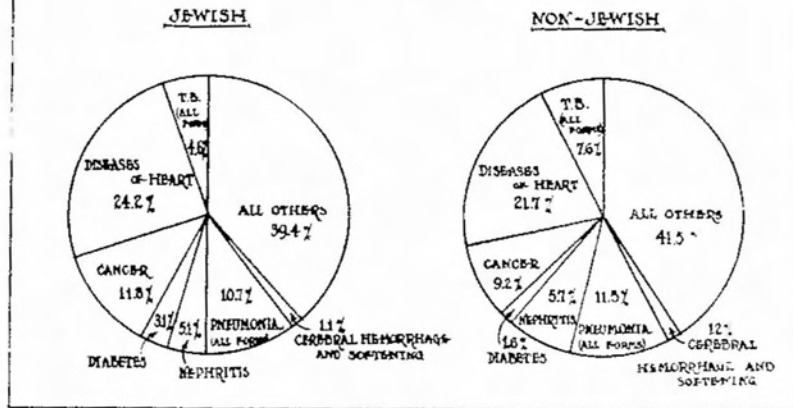 JEWISH
T.B.
(ALL
FORMS)
4.6%
DISEASES
OF HEART
24.2%
ALL OTHERS
39.4%
CANCER
11.8%
3.1%
DIABETES
5.1%
NEPHRITIS
10.7%
PNEUMONIA
(ALL FORMS)
1.1%
CEREBRAL HEMORRHAGE
AND SOFTENING
NON-JEWISH
T.B.
(ALL
FORMS)
7.6%
DISEASES
OF HEART
21.7%
ALL OTHERS
41.5
CANCER
9.2%
1.6%
DIABETES
5.7%
NEPHRITIS
11.5%
PNEUMONIA
(ALL FORMS)
1.2%
CEREBRAL
HEMORRHAGE AND
SOFTENING